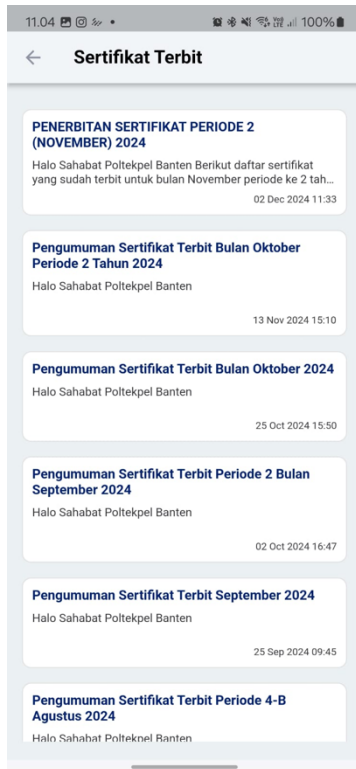 11.04 100%
Sertifikat Terbit
PENERBITAN SERTIFIKAT PERIODE 2
(NOVEMBER) 2024
Halo Sahabat Poltekpel Banten Berikut daftar sertifikat
yang sudah terbit untuk bulan November periode ke 2 tah...
02 Dec 2024 11:33
Pengumuman Sertifikat Terbit Bulan Oktober
Periode 2 Tahun 2024
Halo Sahabat Poltekpel Banten
13 Nov 2024 15:10
Pengumuman Sertifikat Terbit Bulan Oktober 2024
Halo Sahabat Poltekpel Banten
25 Oct 2024 15:50
Pengumuman Sertifikat Terbit Periode 2 Bulan
September 2024
Halo Sahabat Poltekpel Banten
02 Oct 2024 16:47
Pengumuman Sertifikat Terbit September 2024
Halo Sahabat Poltekpel Banten
25 Sep 2024 09:45
Pengumuman Sertifikat Terbit Periode 4-B
Agustus 2024
Halo Sahabat Poltekpel Banten